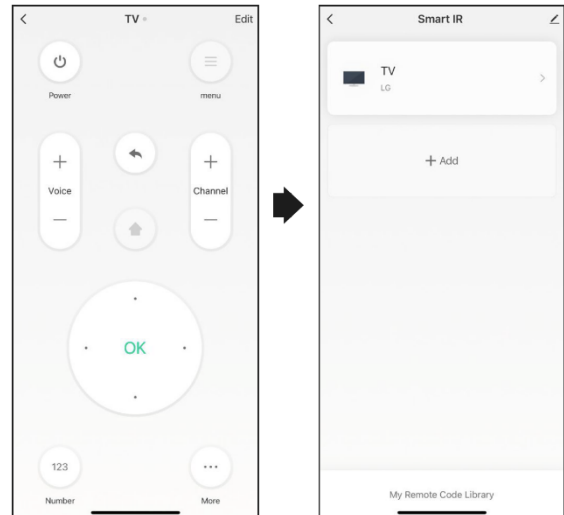 TV
Edit
Power
menu
Voice
Channel
OK
123
Number
More
Smart IR
TV
LG
+ Add
My Remote Code Library